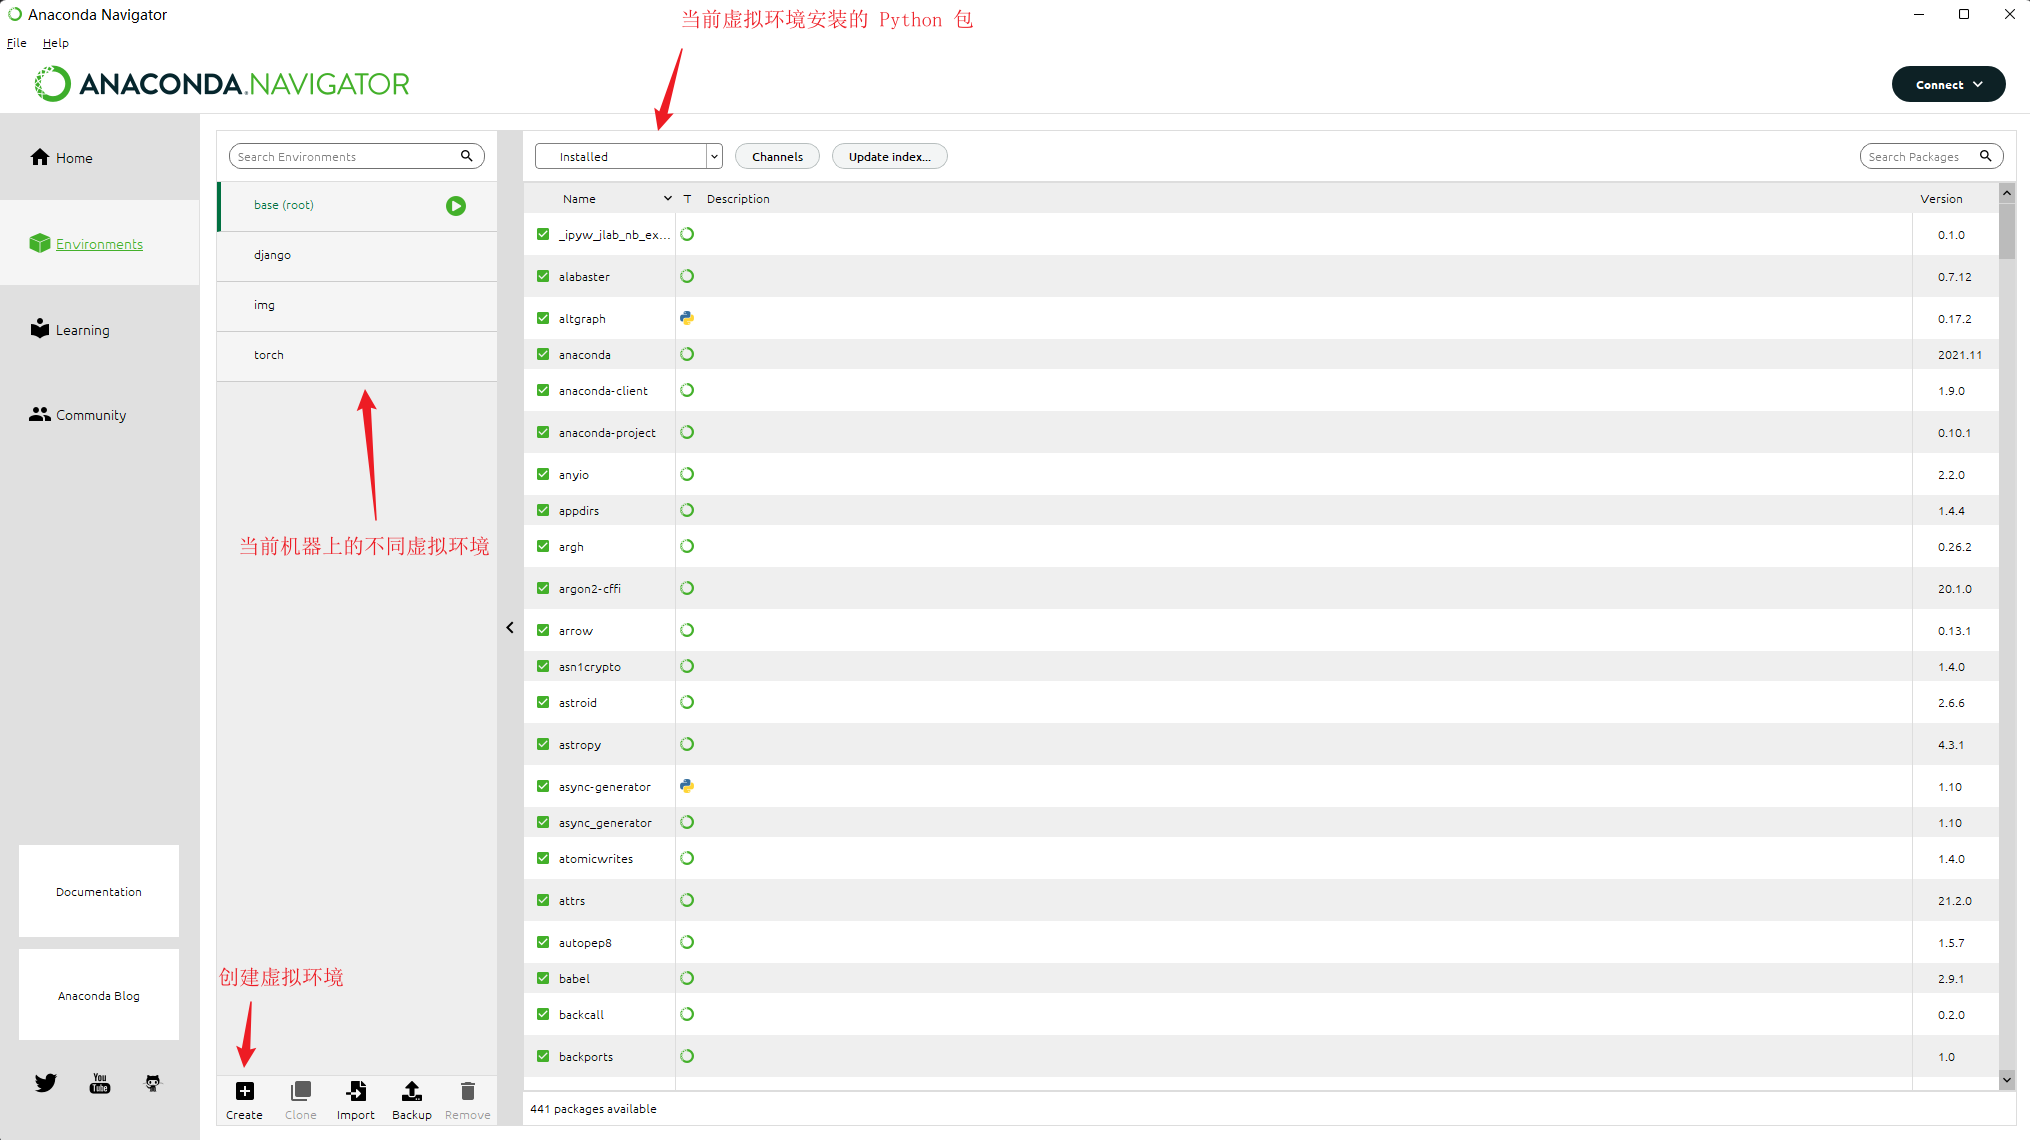 Anaconda Navigator
当前虚拟环境安装的 Python 包
File Help
ANACONDA.NAVIGATOR
Connect
Home
Environments
Learning
Community
Documentation
Anaconda Blog
You Tube
Search Environments
base (root)
django
img
torch
当前机器上的不同虚拟环境
创建虚拟环境
Create Clone Import Backup Remove
Installed Channels Update index... Search Packages
Name T Description Version
_ipyw_jlab_nb_ex... 0.1.0
alabaster 0.7.12
altgraph 0.17.2
anaconda 2021.11
anaconda-client 1.9.0
anaconda-project 0.10.1
anyio 2.2.0
appdirs 1.4.4
argh 0.26.2
argon2-cffi 20.1.0
arrow 0.13.1
asn1crypto 1.4.0
astroid 2.6.6
astropy 4.3.1
async-generator 1.10
async_generator 1.10
atomicwrites 1.4.0
attrs 21.2.0
autopep8 1.5.7
babel 2.9.1
backcall 0.2.0
backports 1.0
441 packages available